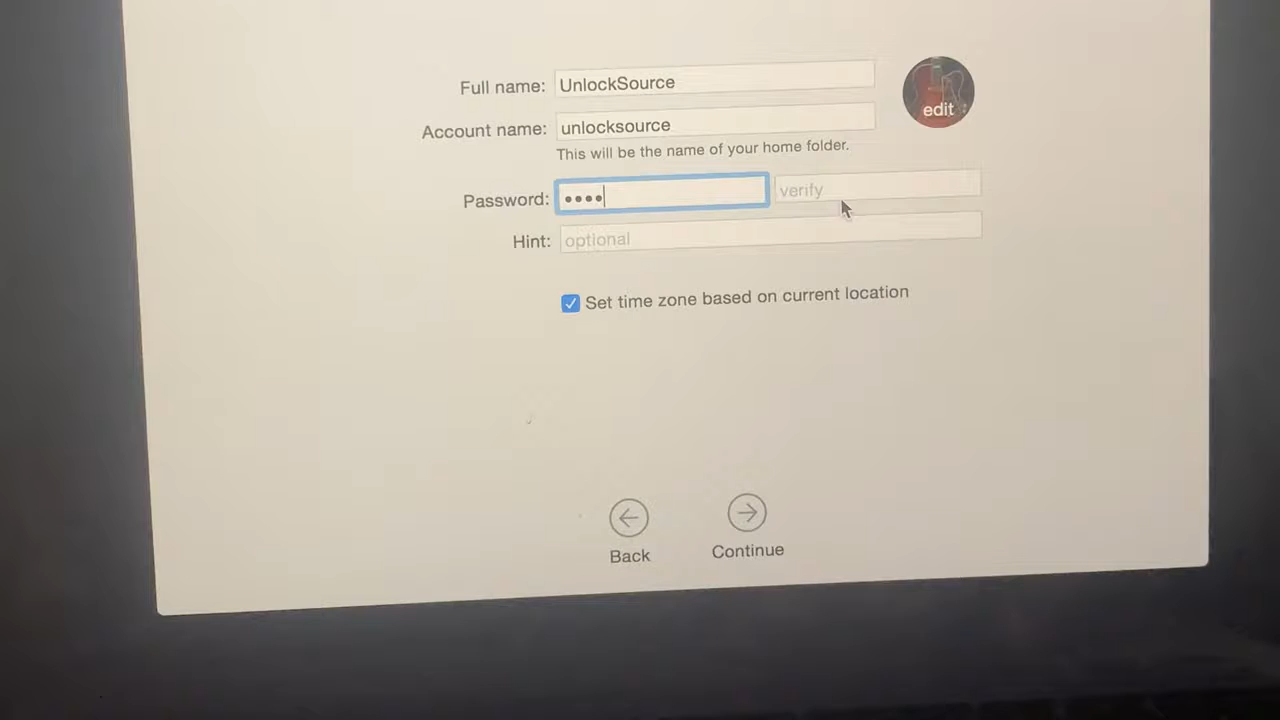 Full name: UnlockSource
edit
Account name: unlocksource
This will be the name of your home folder.
Password: •••• verify
Hint: optional
Set time zone based on current location
Back
Continue